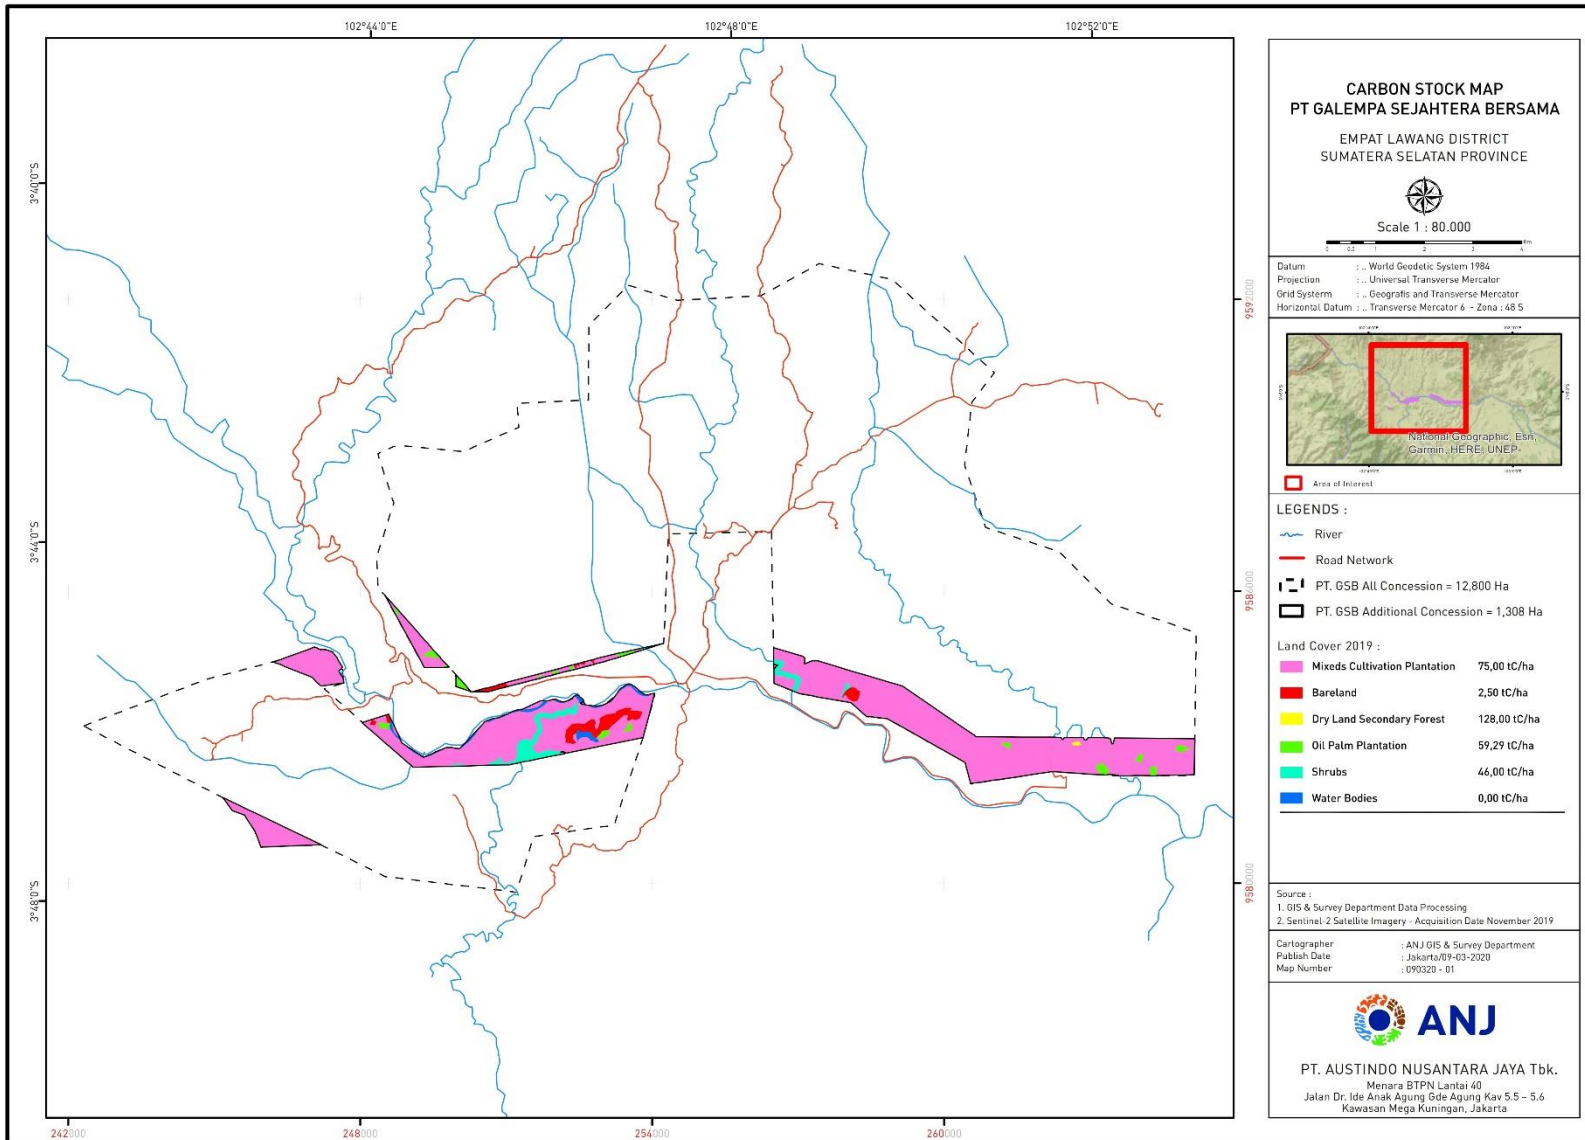 102°44'0"E
102°48'0"E
102°52'0"E
3°40'0"S
3°44'0"S
3°48'0"S
9592000
9586000
9580000
242000
248000
254000
260000
CARBON STOCK MAP
PT GALEMPA SEJAHTERA BERSAMA
EMPAT LAWANG DISTRICT
SUMATERA SELATAN PROVINCE
Scale 1 : 80.000
Datum : .. World Geodetic System 1984
Projection : .. Universal Transverse Mercator
Grid Systerm : .. Geografis and Transverse Mercator
Horizontal Datum : .. Transverse Mercator 6 - Zona : 48 S
National Geographic, Esri,
Garmin, HERE, UNEP-
Area of Interest
LEGENDS :
River
Road Network
PT. GSB All Concession = 12,800 Ha
PT. GSB Additional Concession = 1,308 Ha
Land Cover 2019 :
Mixeds Cultivation Plantation 75,00 tC/ha
Bareland 2,50 tC/ha
Dry Land Secondary Forest 128,00 tC/ha
Oil Palm Plantation 59,29 tC/ha
Shrubs 46,00 tC/ha
Water Bodies 0,00 tC/ha
Source :
1. GIS & Survey Department Data Processing
2. Sentinel-2 Satellite Imagery - Acquisition Date November 2019
Cartographer : ANJ GIS & Survey Department
Publish Date : Jakarta/09-03-2020
Map Number : 090320 - 01
ANJ
PT. AUSTINDO NUSANTARA JAYA Tbk.
Menara BTPN Lantai 40
Jalan Dr. Ide Anak Agung Gde Agung Kav 5.5 – 5.6
Kawasan Mega Kuningan, Jakarta